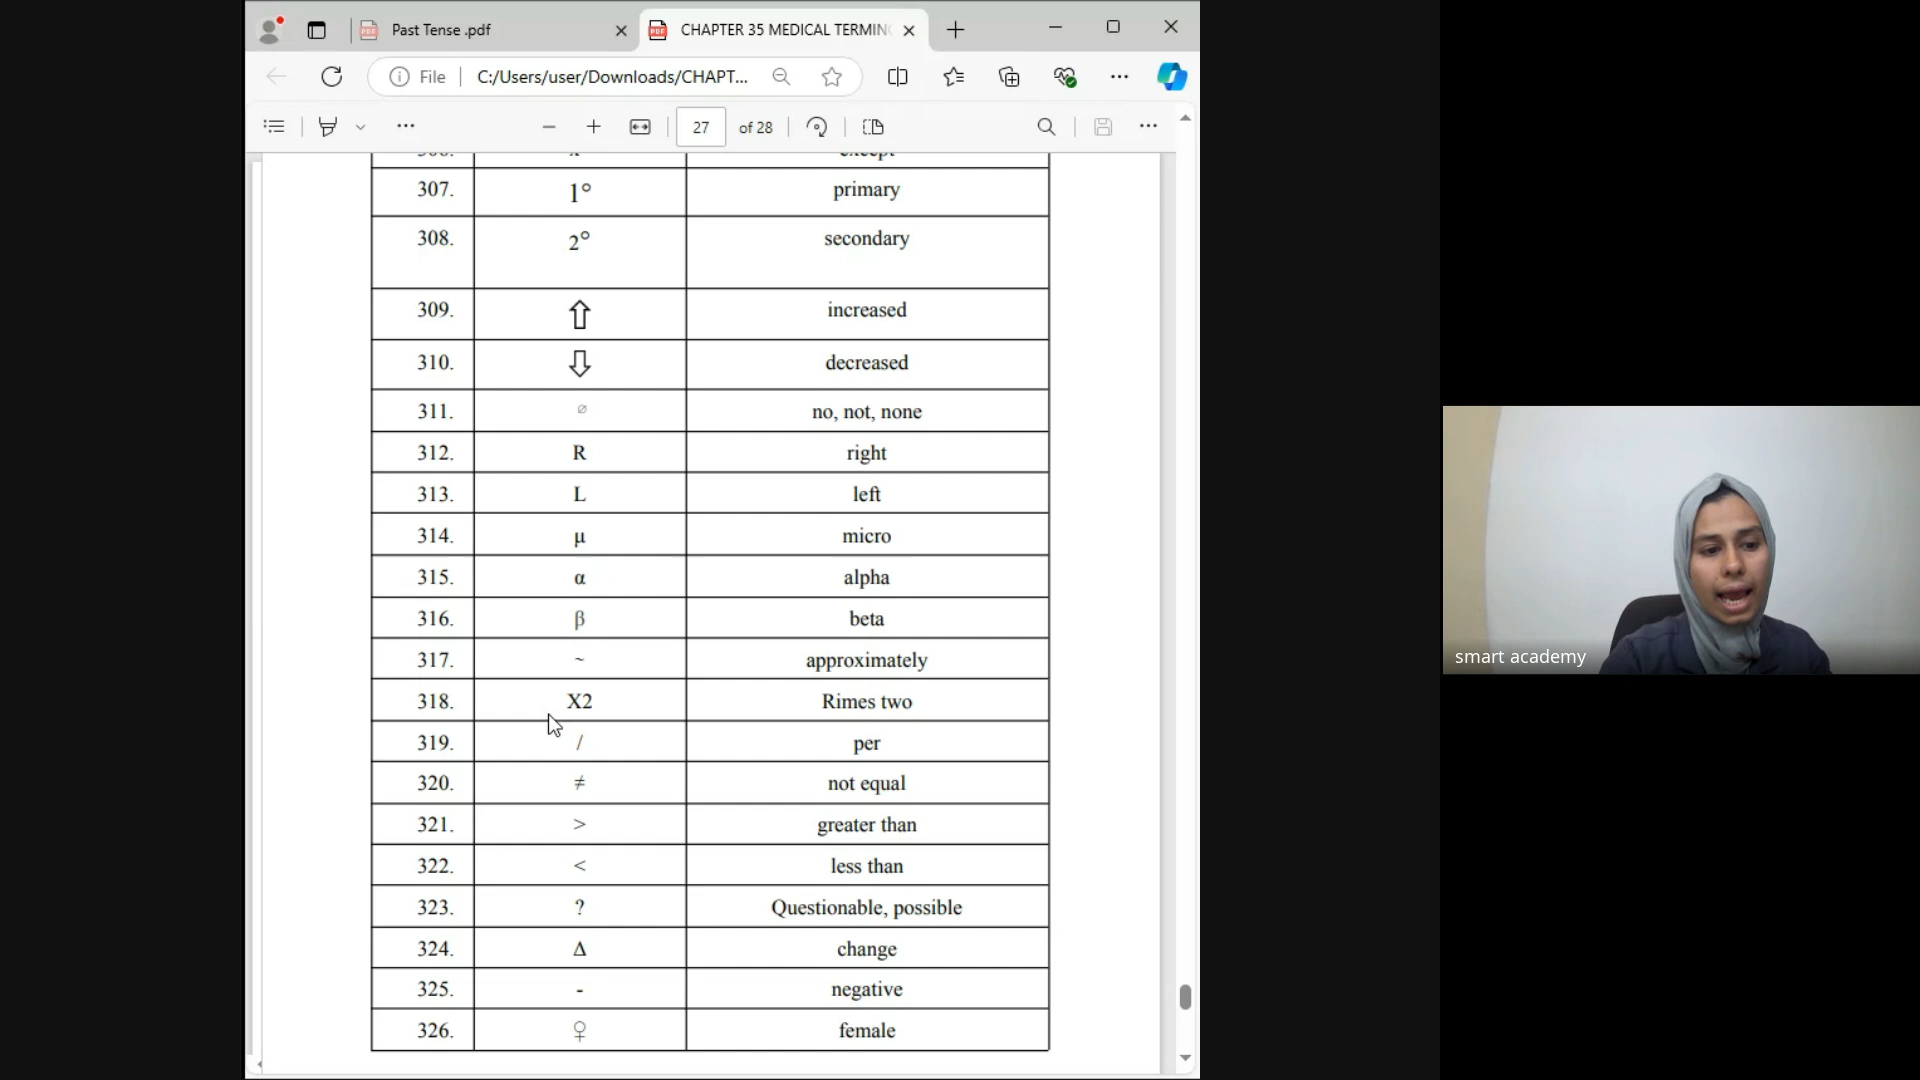 Past Tense .pdf
CHAPTER 35 MEDICAL TERMIN
File
C:/Users/user/Downloads/CHAPT...
27 of 28
except
307. 1° primary
308. 2° secondary
309. ⇧ increased
310. ⇩ decreased
311. ∅ no, not, none
312. R right
313. L left
314. μ micro
315. α alpha
316. β beta
317. ~ approximately
318. X2 Rimes two
319. / per
320. ≠ not equal
321. > greater than
322. < less than
323. ? Questionable, possible
324. Δ change
325. - negative
326. ♀ female
smart academy